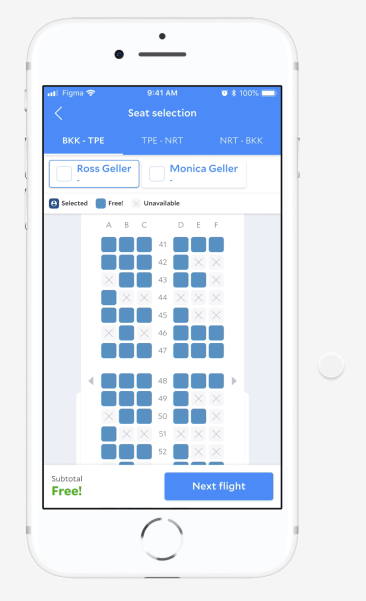 Figma 9:41 AM 100%
Seat selection
BKK - TPE TPE - NRT NRT - BKK
Ross Geller Monica Geller
- -
Selected Free! Unavailable
A B C D E F
41
42
43
44
45
46
47
48
49
50
51
52
Subtotal
Free!
Next flight